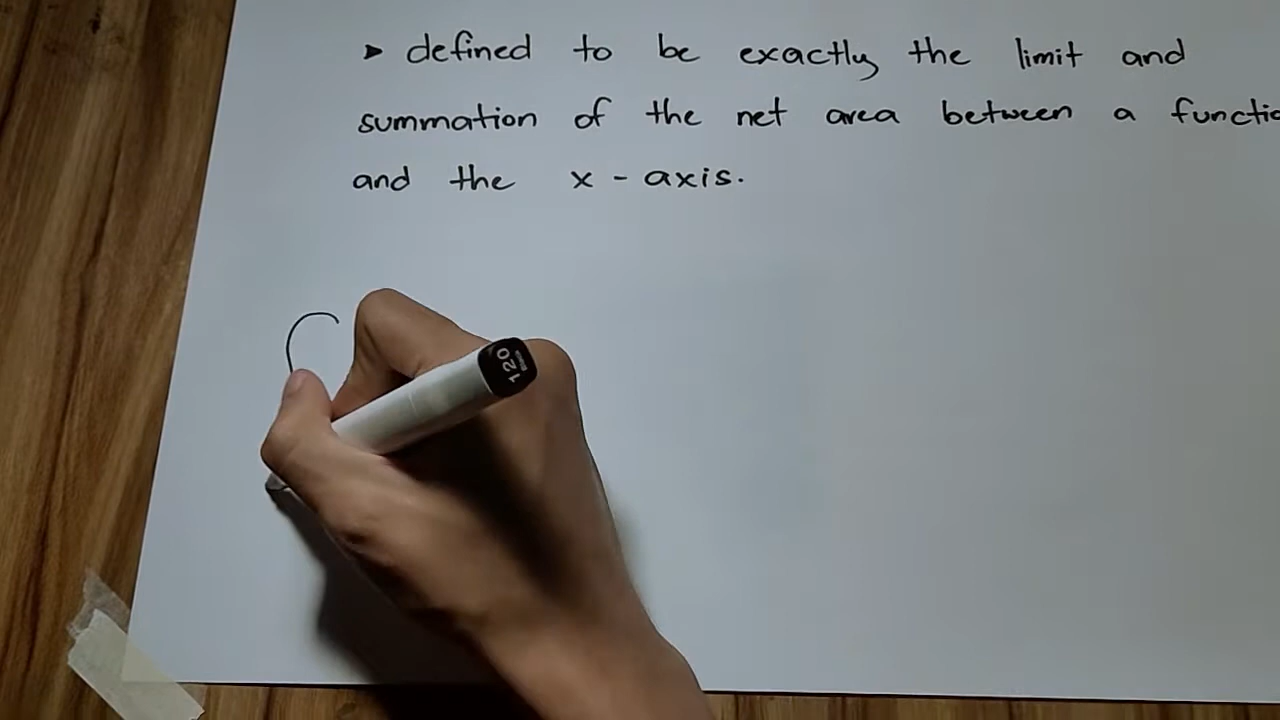 ➤ defined to be exactly the limit and
summation of the net area between a functio
and the x - axis.
120